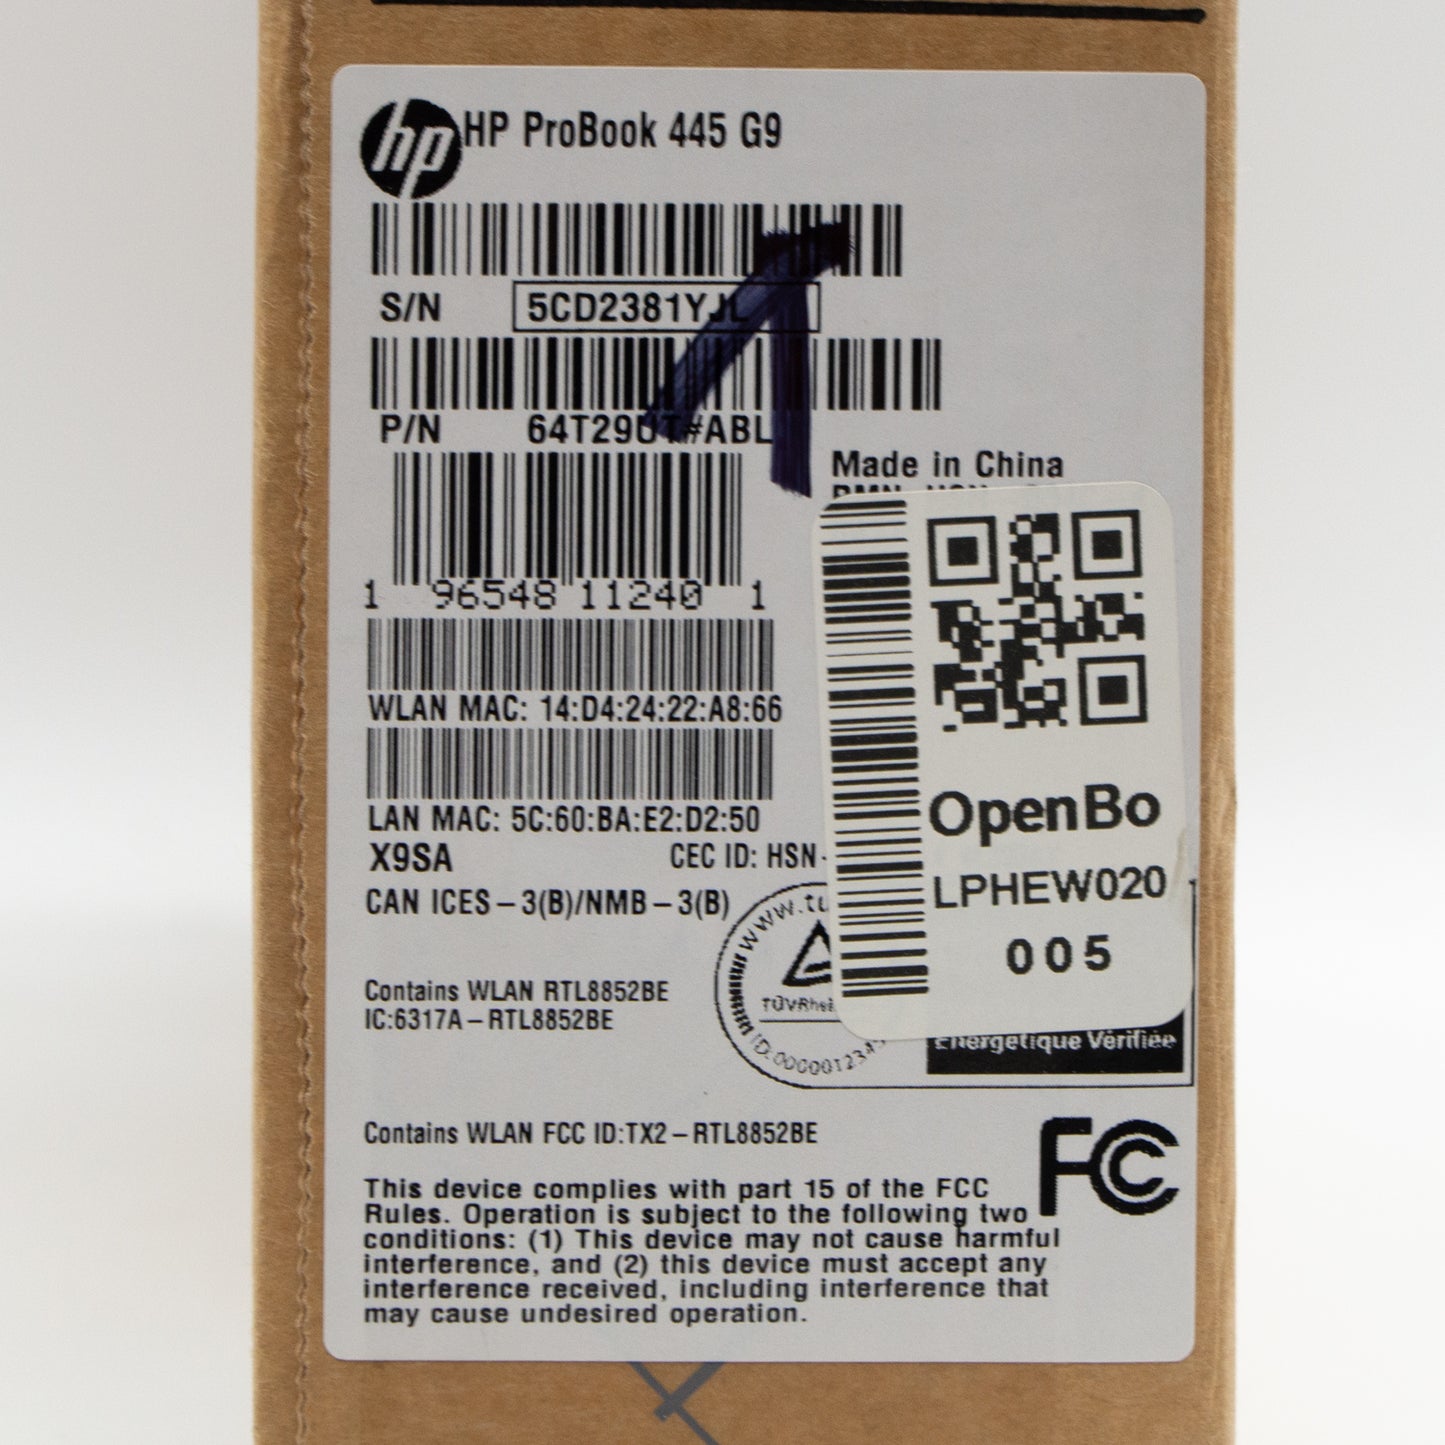 hp HP ProBook 445 G9
S/N 5CD2381YJL
P/N 64T29UT#ABL
Made in China
1 96548 11240 1
WLAN MAC: 14:D4:24:22:A8:66
LAN MAC: 5C:60:BA:E2:D2:50
X9SA CEC ID: HSN-
CAN ICES-3(B)/NMB-3(B)
OpenBo
LPHEW020
005
www.tu
TÜVRhei
Energetique Vérifiée
Contains WLAN RTL8852BE
IC:6317A-RTL8852BE
Contains WLAN FCC ID:TX2-RTL8852BE
FC
This device complies with part 15 of the FCC
Rules. Operation is subject to the following two
conditions: (1) This device may not cause harmful
interference, and (2) this device must accept any
interference received, including interference that
may cause undesired operation.